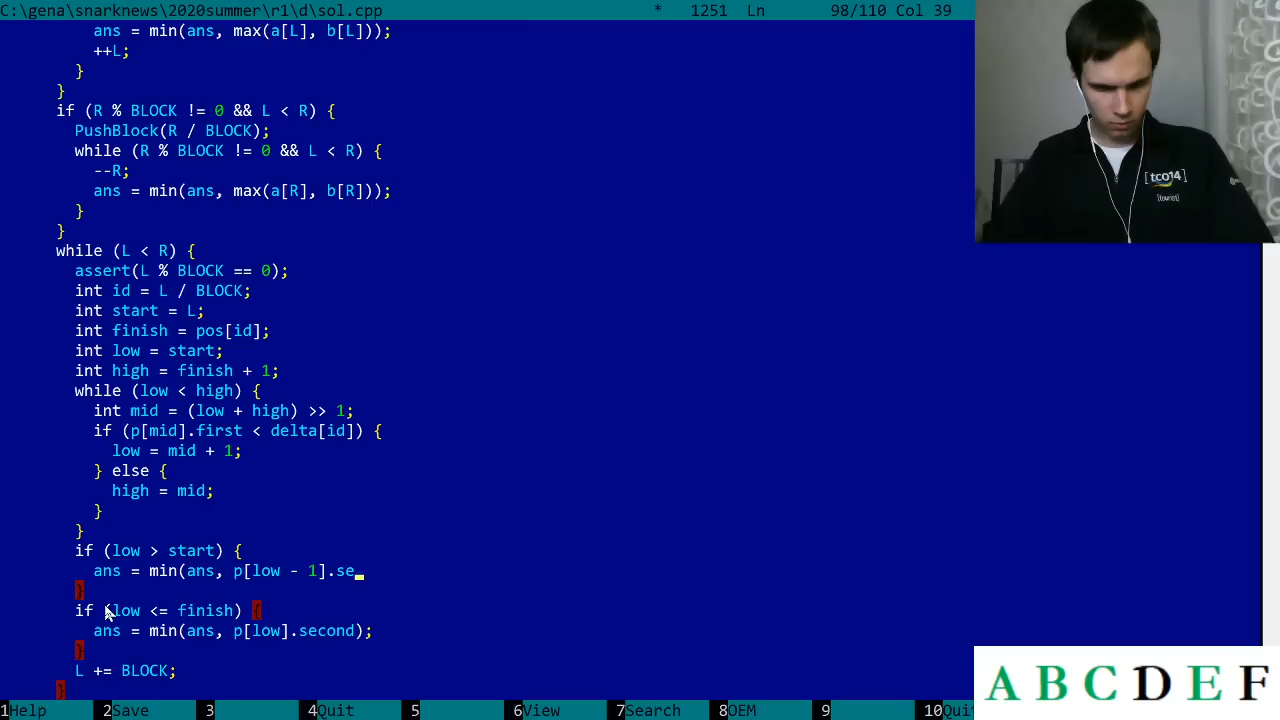 C:\gena\snarknews\2020summer\r1\d\sol.cpp * 1251 Ln 98/110 Col 39
ans = min(ans, max(a[L], b[L]));
++L;
}
}
if (R % BLOCK != 0 && L < R) {
PushBlock(R / BLOCK);
while (R % BLOCK != 0 && L < R) {
--R;
ans = min(ans, max(a[R], b[R]));
}
}
while (L < R) {
assert(L % BLOCK == 0);
int id = L / BLOCK;
int start = L;
int finish = pos[id];
int low = start;
int high = finish + 1;
while (low < high) {
int mid = (low + high) >> 1;
if (p[mid].first < delta[id]) {
low = mid + 1;
} else {
high = mid;
}
}
if (low > start) {
ans = min(ans, p[low - 1].se
}
if (low <= finish) {
ans = min(ans, p[low].second);
}
L += BLOCK;
}
1Help 2Save 3 4Quit 5 6View 7Search 8OEM 9 10Quit
[tco14]
[tourist]
A B C D E F